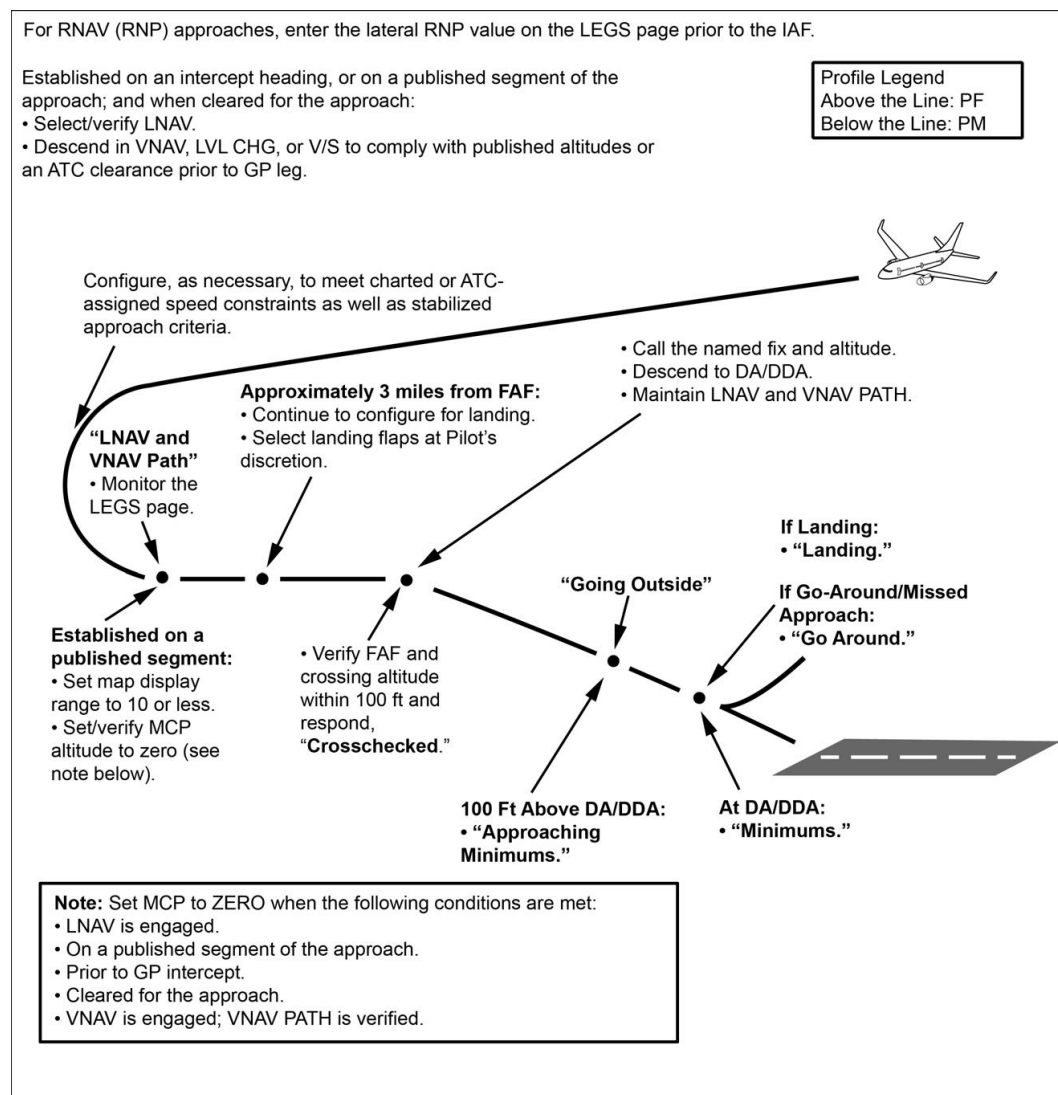 For RNAV (RNP) approaches, enter the lateral RNP value on the LEGS page prior to the IAF.
Established on an intercept heading, or on a published segment of the
approach; and when cleared for the approach:
• Select/verify LNAV.
• Descend in VNAV, LVL CHG, or V/S to comply with published altitudes or
an ATC clearance prior to GP leg.
Profile Legend
Above the Line: PF
Below the Line: PM
Configure, as necessary, to meet charted or ATC-
assigned speed constraints as well as stabilized
approach criteria.
• Call the named fix and altitude.
• Descend to DA/DDA.
• Maintain LNAV and VNAV PATH.
Approximately 3 miles from FAF:
• Continue to configure for landing.
• Select landing flaps at Pilot's
discretion.
“LNAV and
VNAV Path”
• Monitor the
LEGS page.
If Landing:
• “Landing.”
“Going Outside”
If Go-Around/Missed
Approach:
• “Go Around.”
Established on a
published segment:
• Set map display
range to 10 or less.
• Set/verify MCP
altitude to zero (see
note below).
• Verify FAF and
crossing altitude
within 100 ft and
respond,
“Crosschecked.”
100 Ft Above DA/DDA:
• “Approaching
Minimums.”
At DA/DDA:
• “Minimums.”
Note: Set MCP to ZERO when the following conditions are met:
• LNAV is engaged.
• On a published segment of the approach.
• Prior to GP intercept.
• Cleared for the approach.
• VNAV is engaged; VNAV PATH is verified.